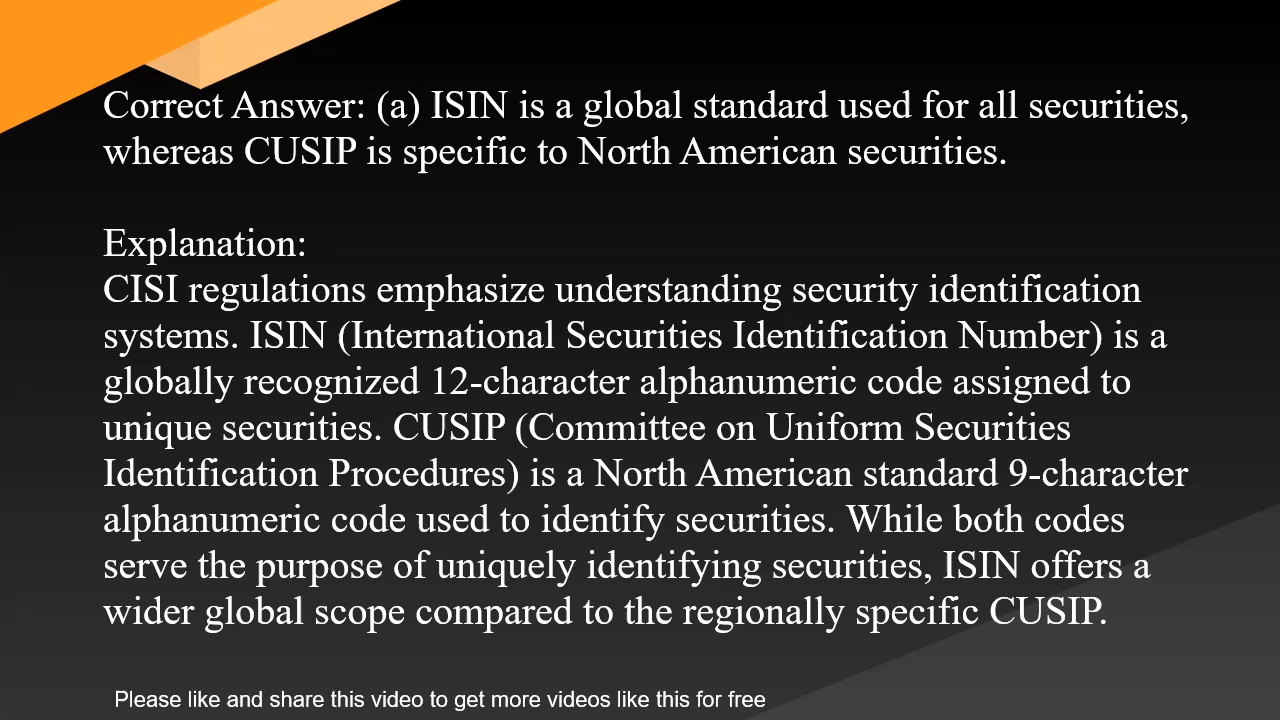 Correct Answer: (a) ISIN is a global standard used for all securities,
whereas CUSIP is specific to North American securities.
Explanation:
CISI regulations emphasize understanding security identification
systems. ISIN (International Securities Identification Number) is a
globally recognized 12-character alphanumeric code assigned to
unique securities. CUSIP (Committee on Uniform Securities
Identification Procedures) is a North American standard 9-character
alphanumeric code used to identify securities. While both codes
serve the purpose of uniquely identifying securities, ISIN offers a
wider global scope compared to the regionally specific CUSIP.
Please like and share this video to get more videos like this for free